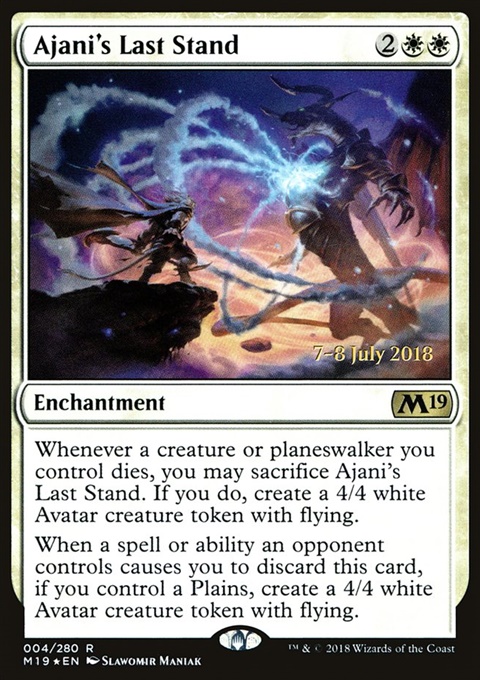 Ajani's Last Stand 2
7–8 July 2018
Enchantment M19
Whenever a creature or planeswalker you
control dies, you may sacrifice Ajani's
Last Stand. If you do, create a 4/4 white
Avatar creature token with flying.
When a spell or ability an opponent
controls causes you to discard this card,
if you control a Plains, create a 4/4 white
Avatar creature token with flying.
004/280 R ™ & © 2018 Wizards of the Coast
M19★EN Slawomir Maniak